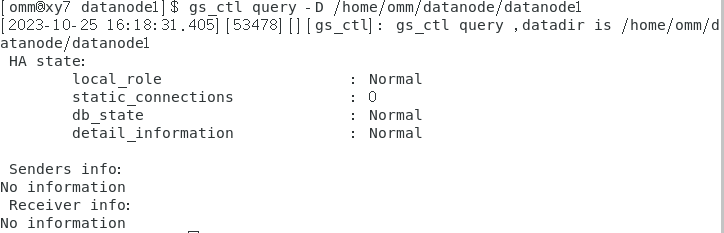 [omm@xy7 datanode1]$ gs_ctl query -D /home/omm/datanode/datanode1
[2023-10-25 16:18:31.405][53478][][gs_ctl]: gs_ctl query ,datadir is /home/omm/d
atanode/datanode1
 HA state:
        local_role                     : Normal
        static_connections             : 0
        db_state                       : Normal
        detail_information             : Normal

 Senders info:
No information
 Receiver info:
No information